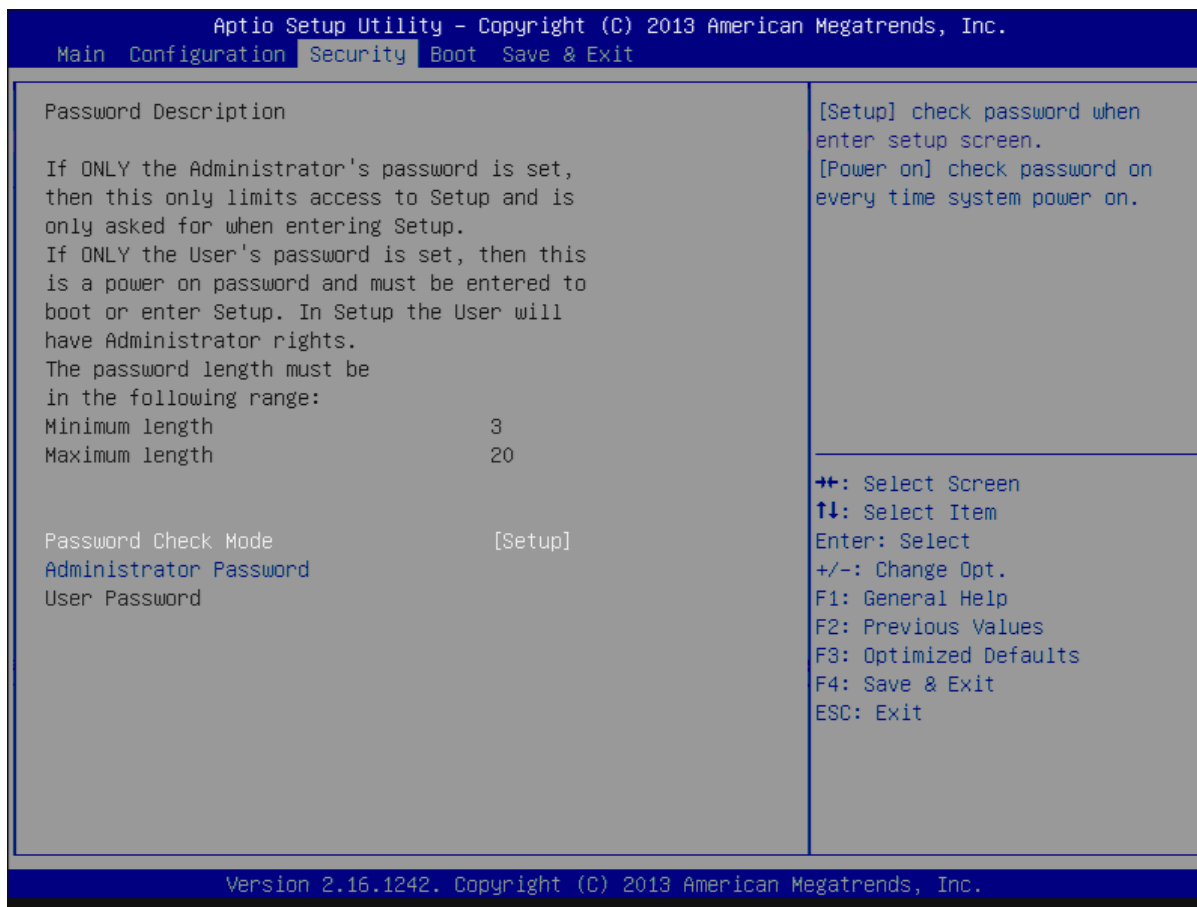 Aptio Setup Utility – Copyright (C) 2013 American Megatrends, Inc.
Main Configuration Security Boot Save & Exit
Password Description
If ONLY the Administrator's password is set,
then this only limits access to Setup and is
only asked for when entering Setup.
If ONLY the User's password is set, then this
is a power on password and must be entered to
boot or enter Setup. In Setup the User will
have Administrator rights.
The password length must be
in the following range:
Minimum length 3
Maximum length 20
Password Check Mode [Setup]
Administrator Password
User Password
[Setup] check password when
enter setup screen.
[Power on] check password on
every time system power on.
→←: Select Screen
↑↓: Select Item
Enter: Select
+/-: Change Opt.
F1: General Help
F2: Previous Values
F3: Optimized Defaults
F4: Save & Exit
ESC: Exit
Version 2.16.1242. Copyright (C) 2013 American Megatrends, Inc.